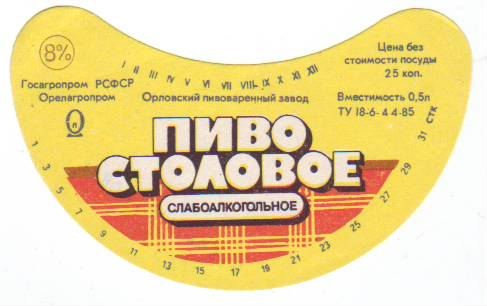 8%
Госагропром РСФСР
Орелагропром
I II III IV V VI VII VIII IX X XI XII
Орловский пивоваренный завод
Цена без
стоимости посуды
25 коп.
Вместимость 0,5л
ТУ 18-6-44-85
ПИВО
СТОЛОВОЕ
СЛАБОАЛКОГОЛЬНОЕ
1 3 5 7 9 11 13 15 17 19 21 23 25 27 29 31 СТК